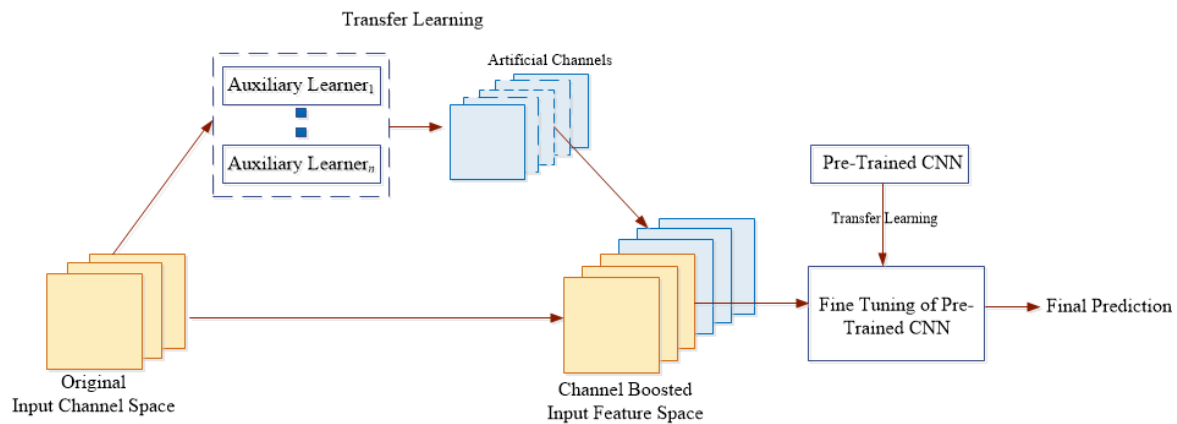 Transfer Learning
Artificial Channels
Auxiliary Learner1
Auxiliary Learnern
Pre-Trained CNN
Transfer Learning
Fine Tuning of Pre-
Trained CNN
Final Prediction
Original
Input Channel Space
Channel Boosted
Input Feature Space